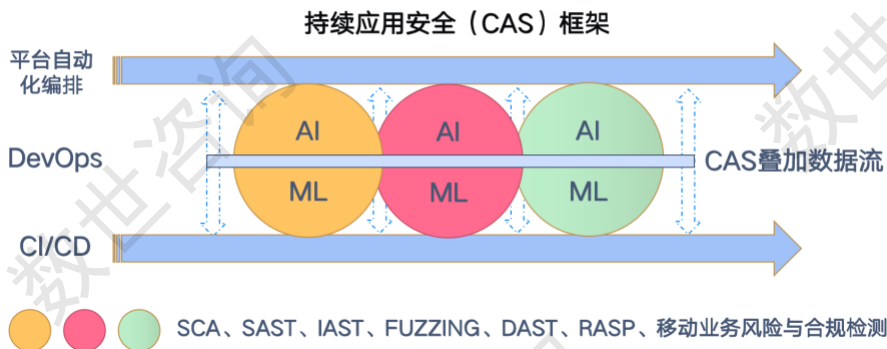 持续应用安全（CAS）框架
平台自动
化编排
AI
AI
AI
DevOps
CAS叠加数据流
ML
ML
ML
CI/CD
SCA、SAST、IAST、FUZZING、DAST、RASP、移动业务风险与合规检测
数世咨询
数世